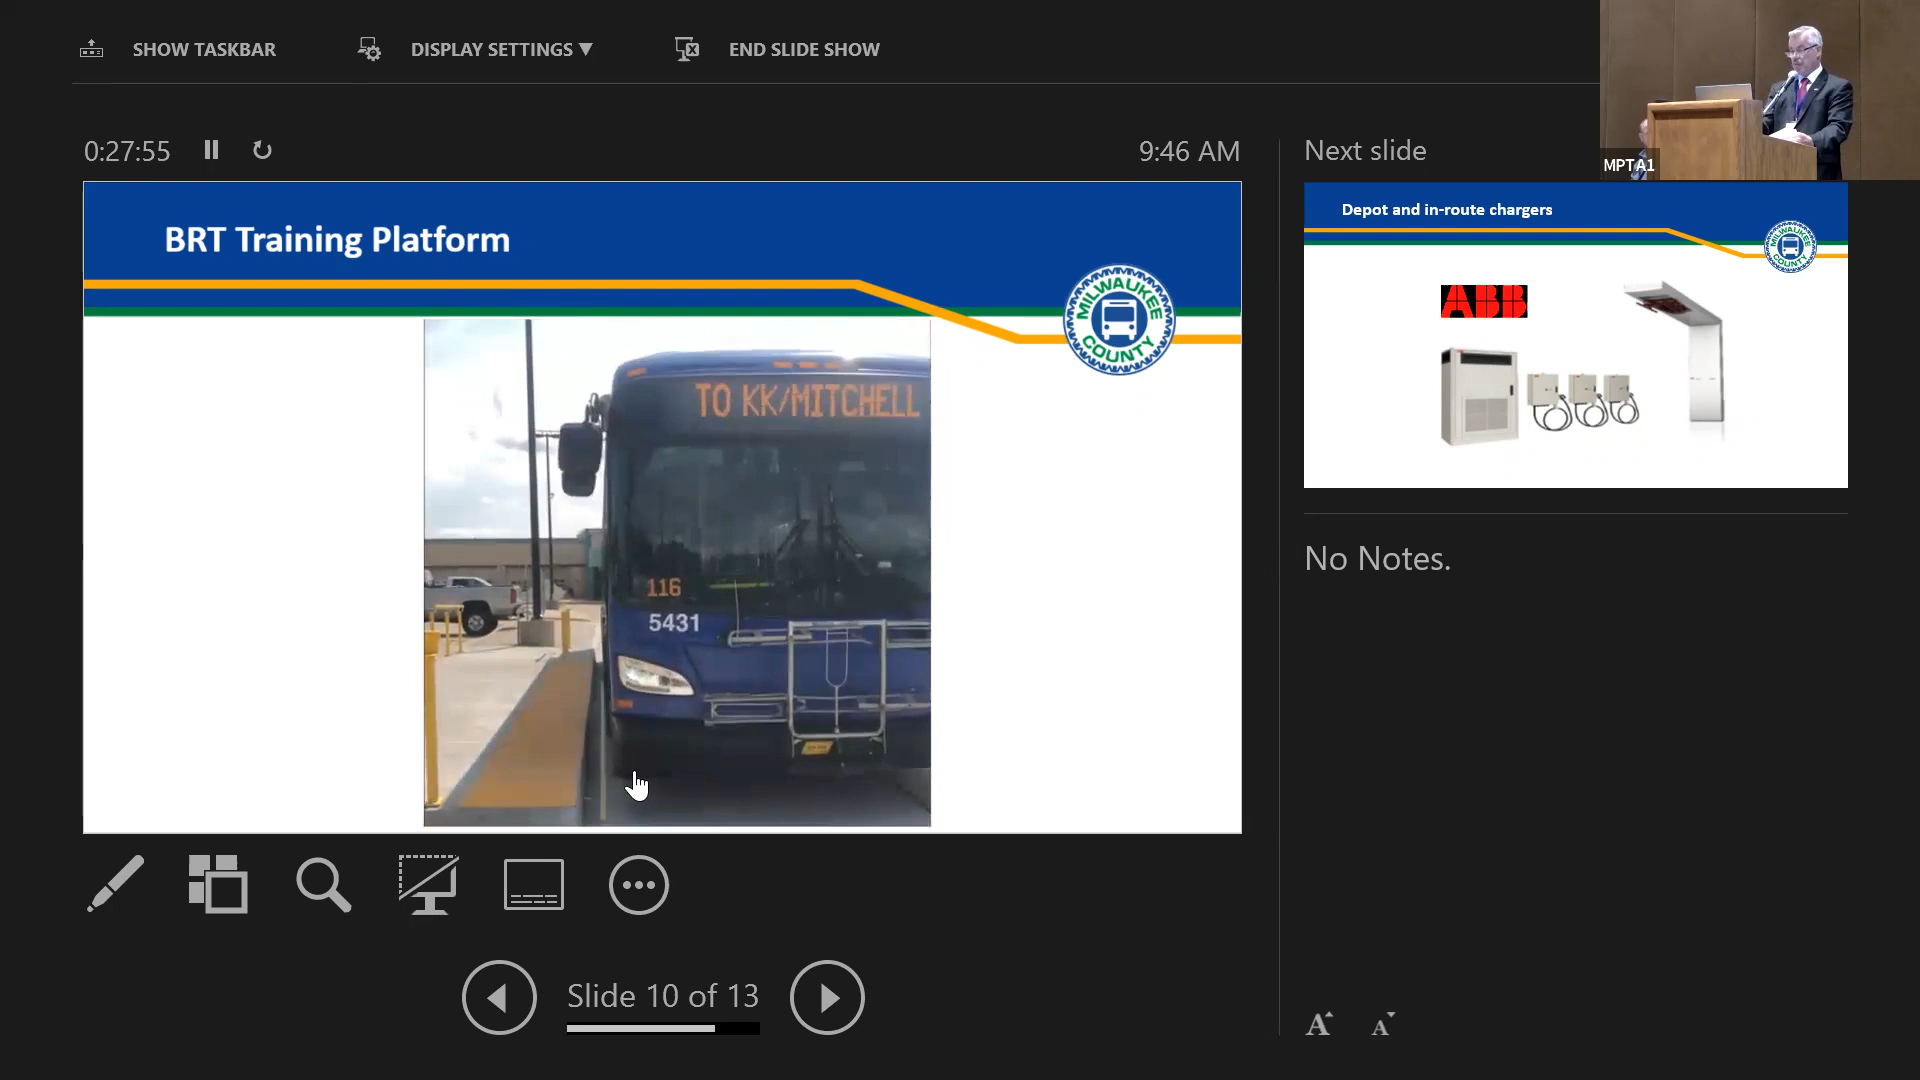 SHOW TASKBAR
DISPLAY SETTINGS ▼
END SLIDE SHOW
MPTA1
0:27:55
9:46 AM
Next slide
BRT Training Platform
MILWAUKEE
COUNTY
TO KK/MITCHELL
116
5431
Depot and in-route chargers
MILWAUKEE
COUNTY
ABB
No Notes.
Slide 10 of 13
A
A